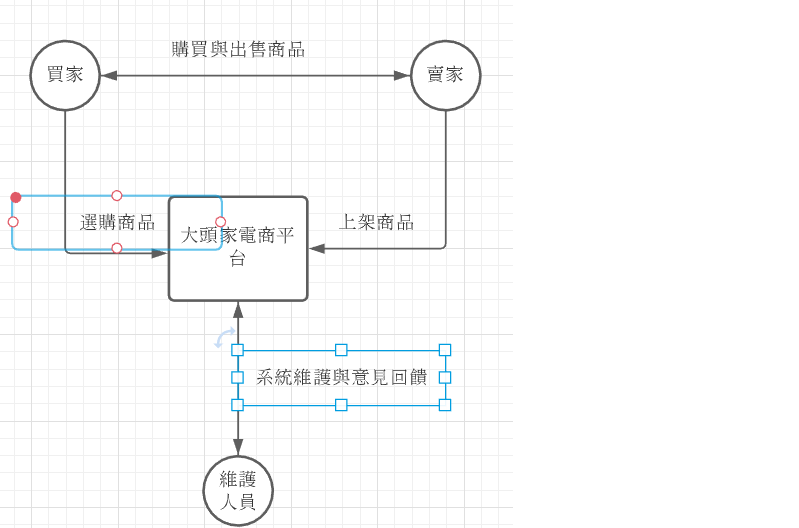 購買與出售商品
買家
賣家
選購商品
大頭家電商平
台
上架商品
系統維護與意見回饋
維護
人員